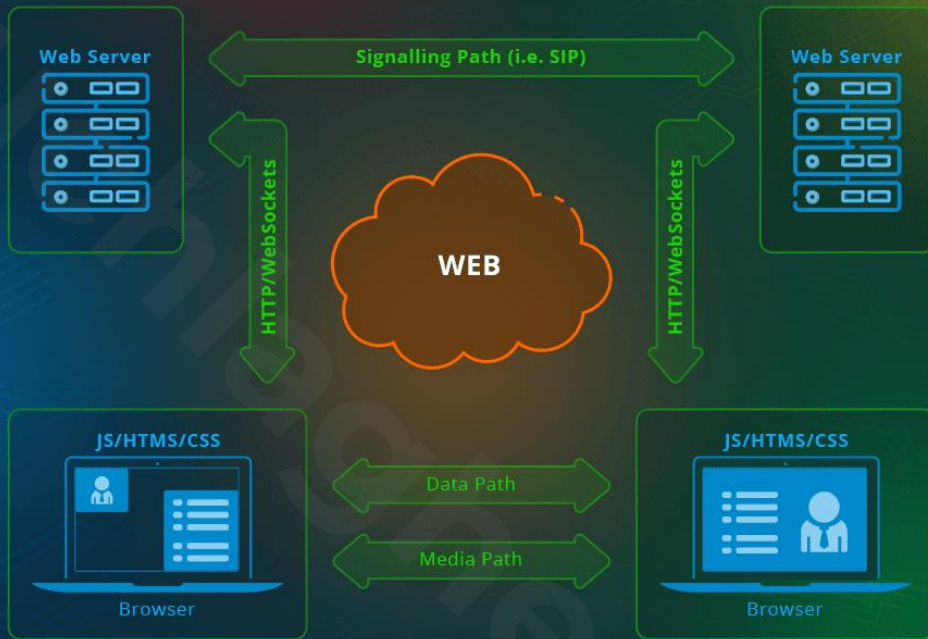 Web Server
Signalling Path (i.e. SIP)
Web Server
HTTP/WebSockets
WEB
HTTP/WebSockets
JS/HTMS/CSS
JS/HTMS/CSS
Data Path
Media Path
Browser
Browser